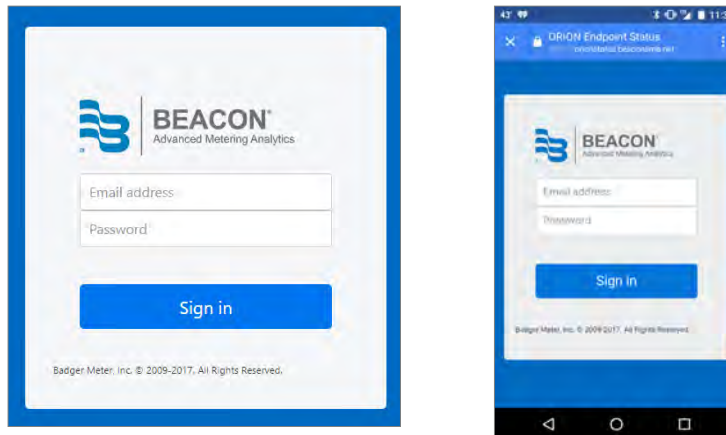 BEACON®
Advanced Metering Analytics
Email address
Password
Sign in
Badger Meter, Inc. © 2009-2017. All Rights Reserved.
43°
ORION Endpoint Status
BEACON
Advanced Metering Analytics
Email address
Password
Sign in
Badger Meter, Inc. © 2009-2017. All Rights Reserved.